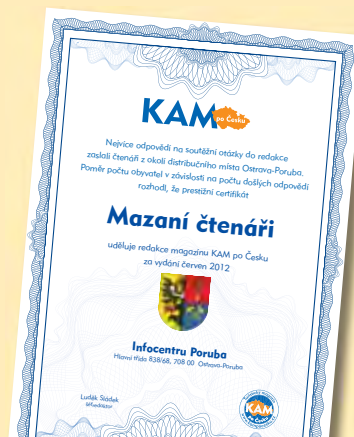 KAM
po Česku
Nejvíce odpovědí na soutěžní otázky do redakce
zaslali čtenáři z okolí distribučního místa Ostrava-Poruba.
Poměr počtu obyvatel v závislosti na počtu došlých odpovědí
rozhodl, že prestižní certifikát
Mazaní čtenáři
uděluje redakce magazínu KAM po Česku
za vydání červen 2012
Infocentru Poruba
Hlavní třída 838/68, 708 00 Ostrava-Poruba
Luděk Sládek
šéfredaktor
KAM